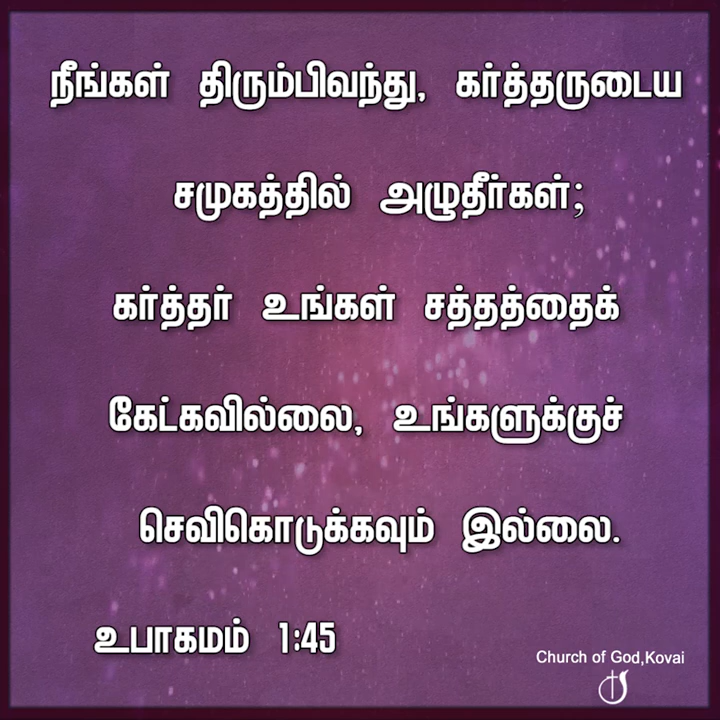 நீங்கள் திரும்பிவந்து, கர்த்தருடைய
சமுகத்தில் அழுதீர்கள்;
கர்த்தர் உங்கள் சத்தத்தைக்
கேட்கவில்லை, உங்களுக்குச்
செவிகொடுக்கவும் இல்லை.
உபாகமம் 1:45
Church of God,Kovai